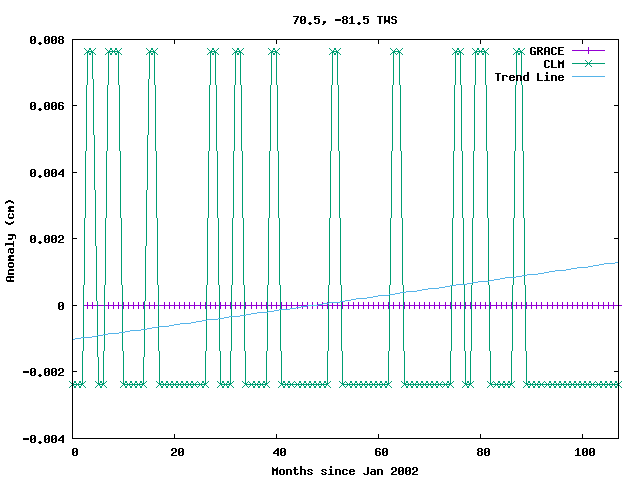 70.5, -81.5 TWS
0.008
0.006
0.004
0.002
0
-0.002
-0.004
Anomaly (cm)
GRACE
CLM
Trend Line
0 20 40 60 80 100
Months since Jan 2002